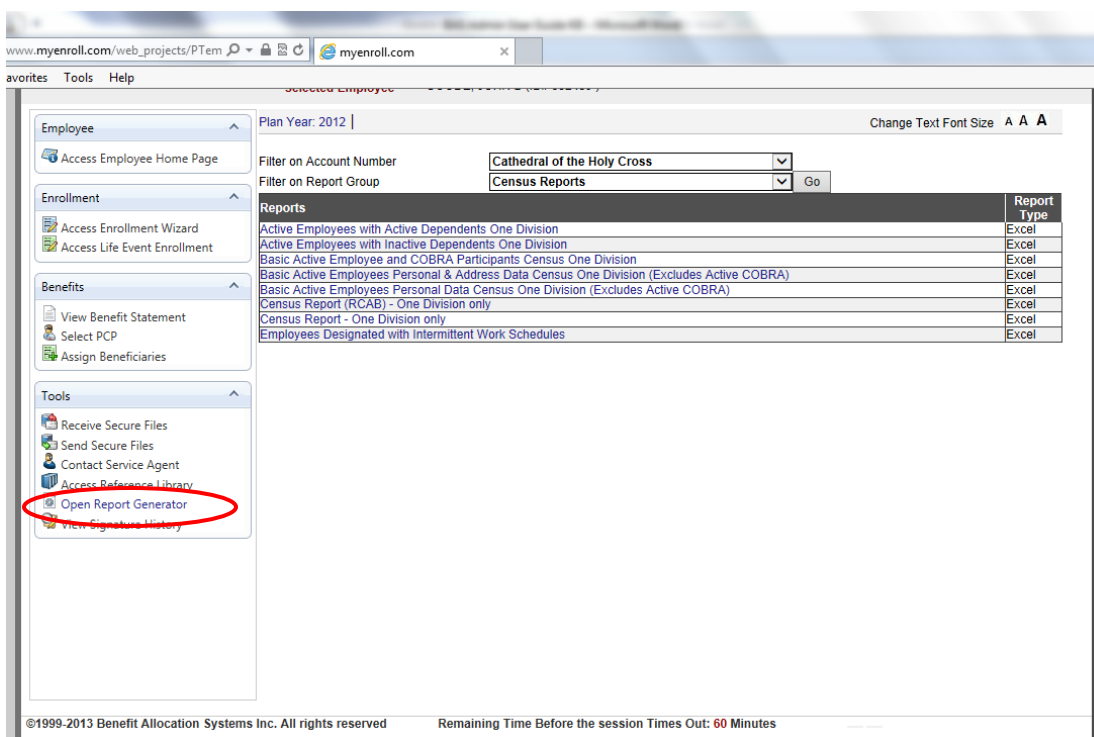 www.myenroll.com/web_projects/PTem
myenroll.com
avorites Tools Help
Selected Employee
Employee
Access Employee Home Page
Enrollment
Access Enrollment Wizard
Access Life Event Enrollment
Benefits
View Benefit Statement
Select PCP
Assign Beneficiaries
Tools
Receive Secure Files
Send Secure Files
Contact Service Agent
Access Reference Library
Open Report Generator
View Signature History
Plan Year: 2012
Change Text Font Size A A A
Filter on Account Number Cathedral of the Holy Cross
Filter on Report Group Census Reports Go
Reports Report Type
Active Employees with Active Dependents One Division Excel
Active Employees with Inactive Dependents One Division Excel
Basic Active Employee and COBRA Participants Census One Division Excel
Basic Active Employees Personal & Address Data Census One Division (Excludes Active COBRA) Excel
Basic Active Employees Personal Data Census One Division (Excludes Active COBRA) Excel
Census Report (RCAB) - One Division only Excel
Census Report - One Division only Excel
Employees Designated with Intermittent Work Schedules Excel
©1999-2013 Benefit Allocation Systems Inc. All rights reserved Remaining Time Before the session Times Out: 60 Minutes